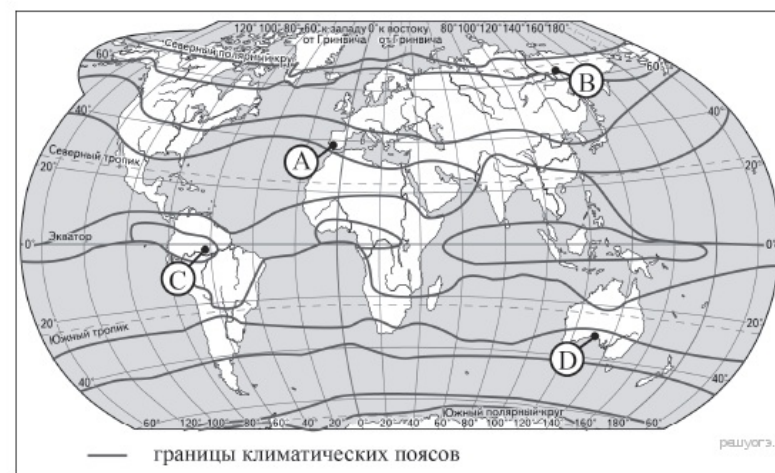 120° 100° 80° 60° к западу 0° к востоку 80° 100° 120° 140° 160° 180°
от Гринвича от Гринвича
Северный полярный круг
60° 60°
B
40° 40°
A
Северный тропик
20° 20°
Экватор
0° 0°
C
20° 20°
Южный тропик
D
40° 40°
Южный полярный круг
60° 120° 100° 80° 60° 40° 20 0 20° 40° 60° 80° 100° 120° 140° 160° 180° 60°
границы климатических поясов